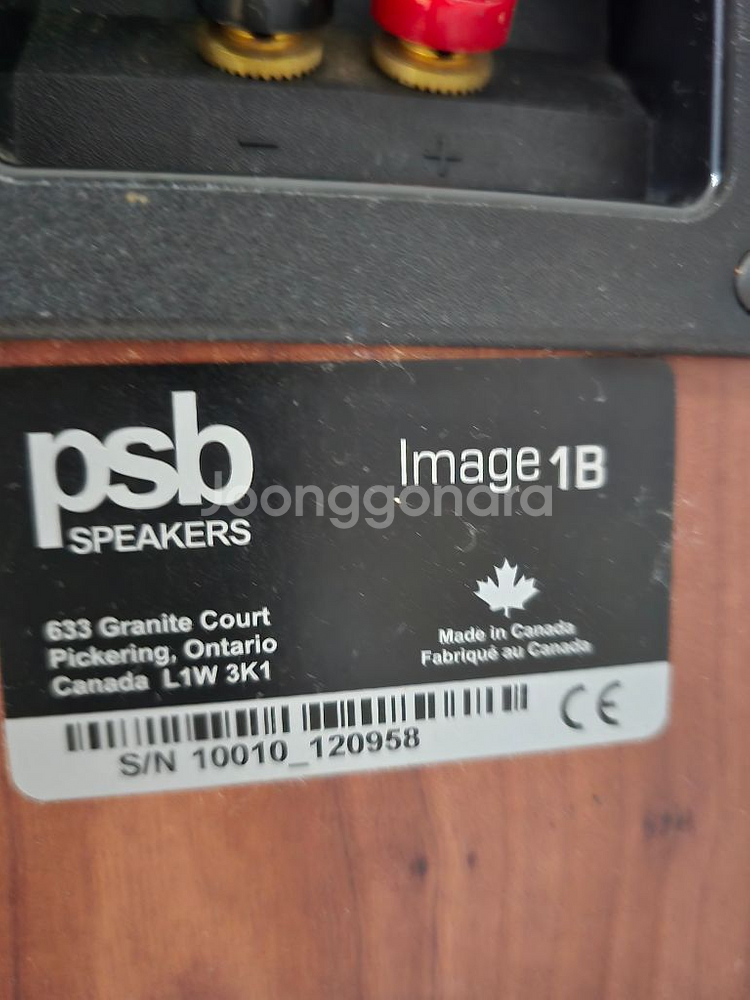 − +
psb
SPEAKERS
Image 1B
Joonggonara
633 Granite Court
Pickering, Ontario
Canada L1W 3K1
Made in Canada
Fabriqué au Canada
S/N 10010_120958
CE